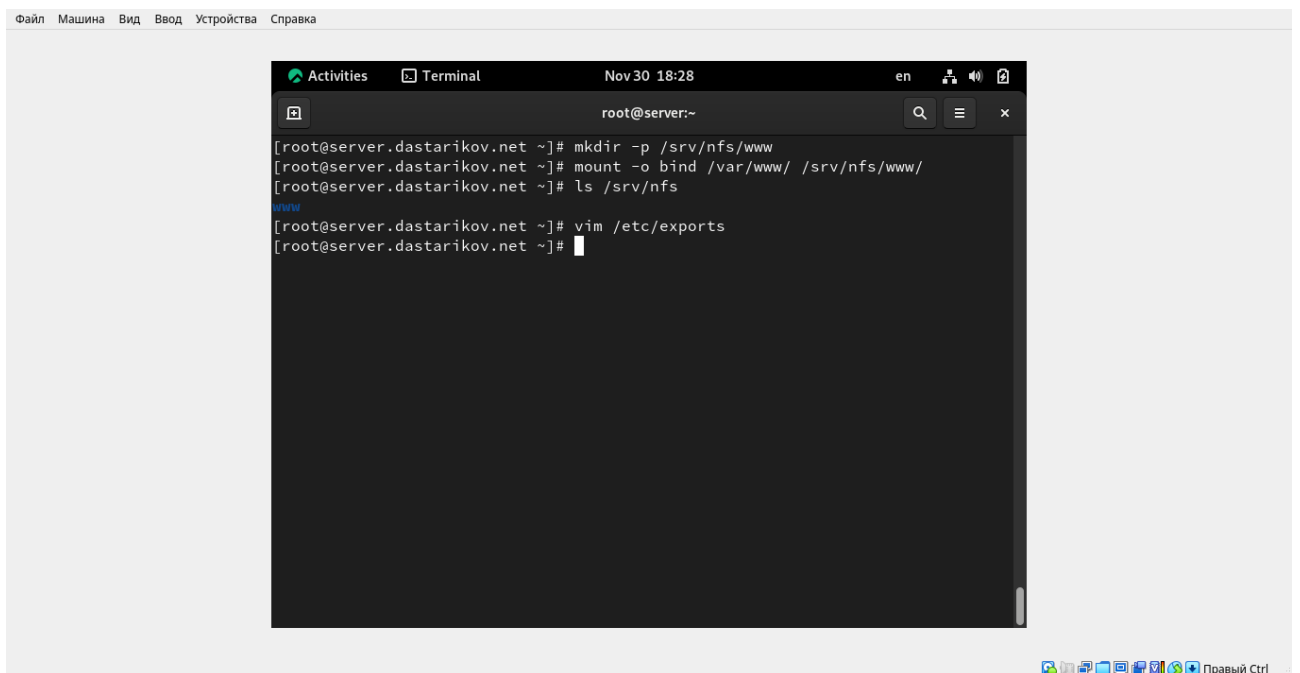 Файл Машина Вид Ввод Устройства Справка
Activities Terminal Nov 30 18:28 en
root@server:~
[root@server.dastarikov.net ~]# mkdir -p /srv/nfs/www
[root@server.dastarikov.net ~]# mount -o bind /var/www/ /srv/nfs/www/
[root@server.dastarikov.net ~]# ls /srv/nfs
www
[root@server.dastarikov.net ~]# vim /etc/exports
[root@server.dastarikov.net ~]#
Правый Ctrl